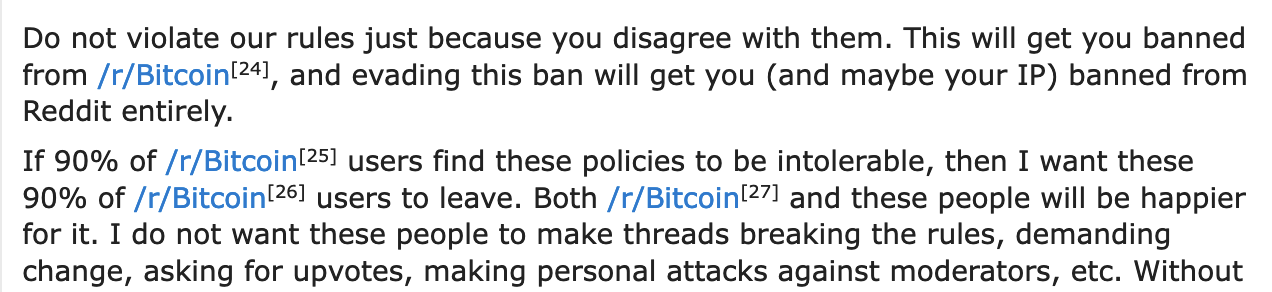 Do not violate our rules just because you disagree with them. This will get you banned
from /r/Bitcoin[24], and evading this ban will get you (and maybe your IP) banned from
Reddit entirely.
If 90% of /r/Bitcoin[25] users find these policies to be intolerable, then I want these
90% of /r/Bitcoin[26] users to leave. Both /r/Bitcoin[27] and these people will be happier
for it. I do not want these people to make threads breaking the rules, demanding
change, asking for upvotes, making personal attacks against moderators, etc. Without